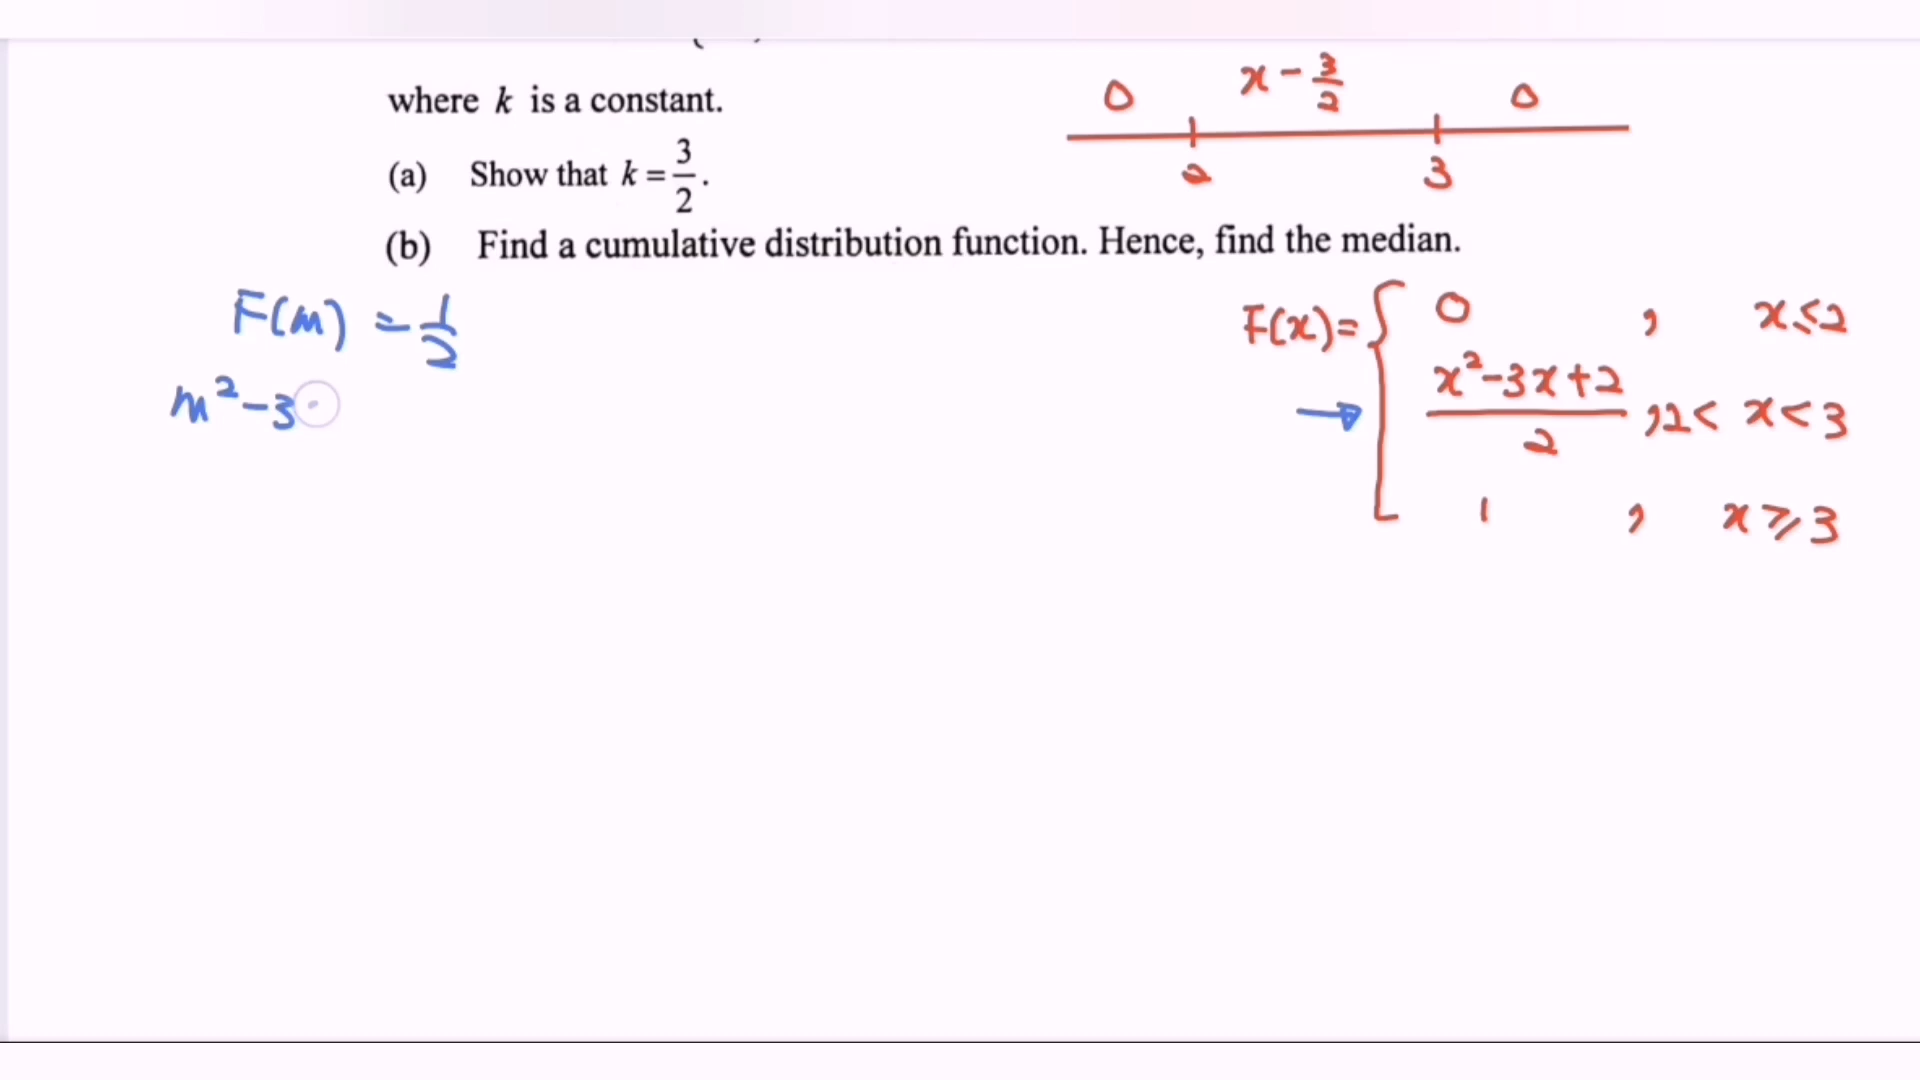 where k is a constant.
0 x - 3/2 0
2 3
(a) Show that k = 3/2 .
(b) Find a cumulative distribution function. Hence, find the median.
F(m) = 1/2
m² - 3
F(x) = { 0 , x ≤ 2
x² - 3x + 2 / 2 , 2 < x < 3
1 , x ≥ 3